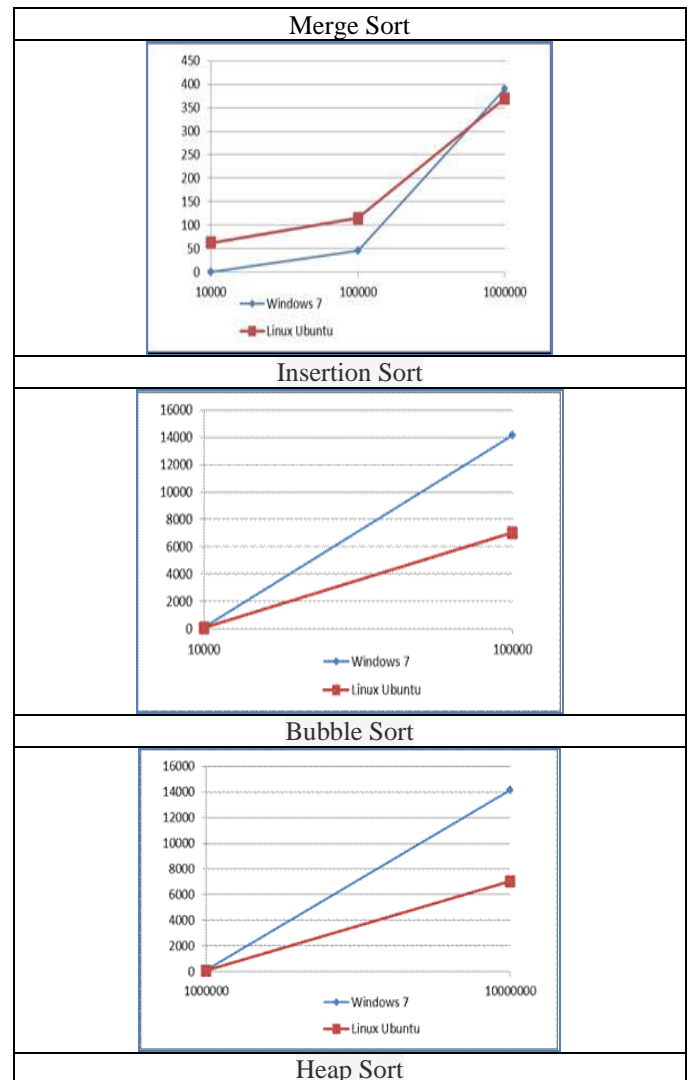 Merge Sort
450
400
350
300
250
200
150
100
50
0
10000 100000 1000000
Windows 7
Linux Ubuntu
Insertion Sort
16000
14000
12000
10000
8000
6000
4000
2000
0
10000 100000
Windows 7
Linux Ubuntu
Bubble Sort
16000
14000
12000
10000
8000
6000
4000
2000
0
1000000 10000000
Windows 7
Linux Ubuntu
Heap Sort